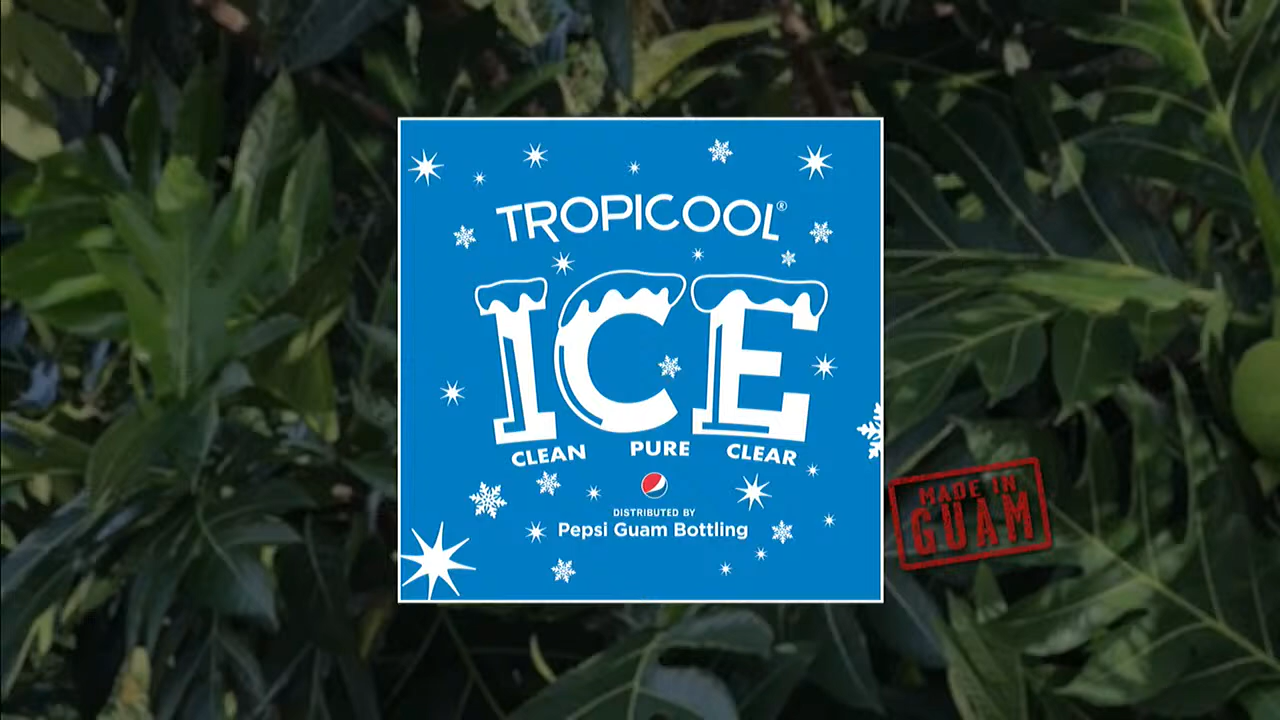 TROPICOOL®
ICE
CLEAN PURE CLEAR
DISTRIBUTED BY
Pepsi Guam Bottling
MADE IN
GUAM